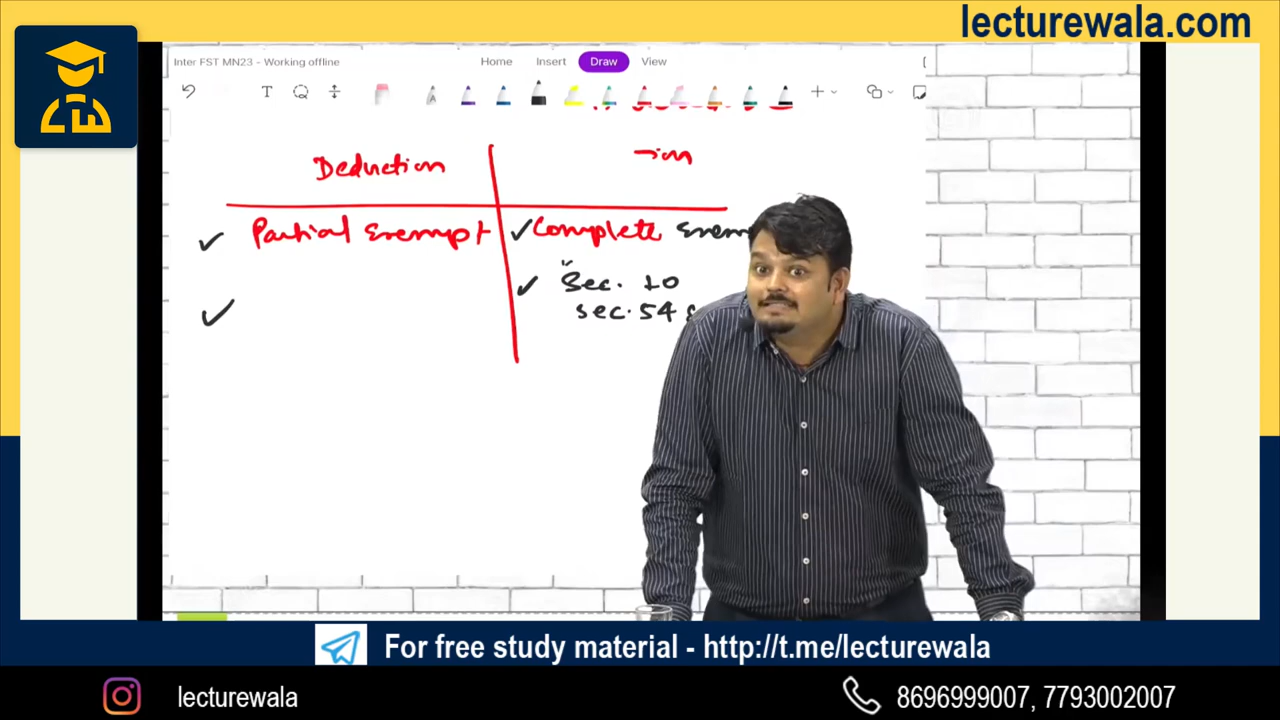 lecturewala.com
Inter FST MN23 - Working offline
Home Insert Draw View
Deduction
Partial Exempt Complete Exem
"Sec. 10
sec. 54
For free study material - http://t.me/lecturewala
lecturewala 8696999007, 7793002007